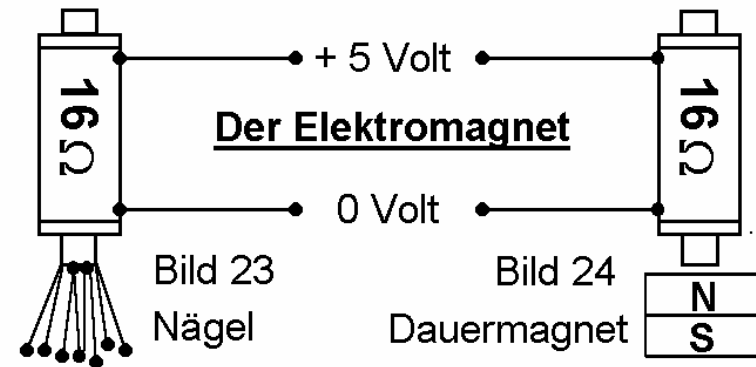 + 5 Volt
16Ω
Der Elektromagnet
16Ω
0 Volt
Bild 23
Nägel
Bild 24
Dauermagnet
N
S